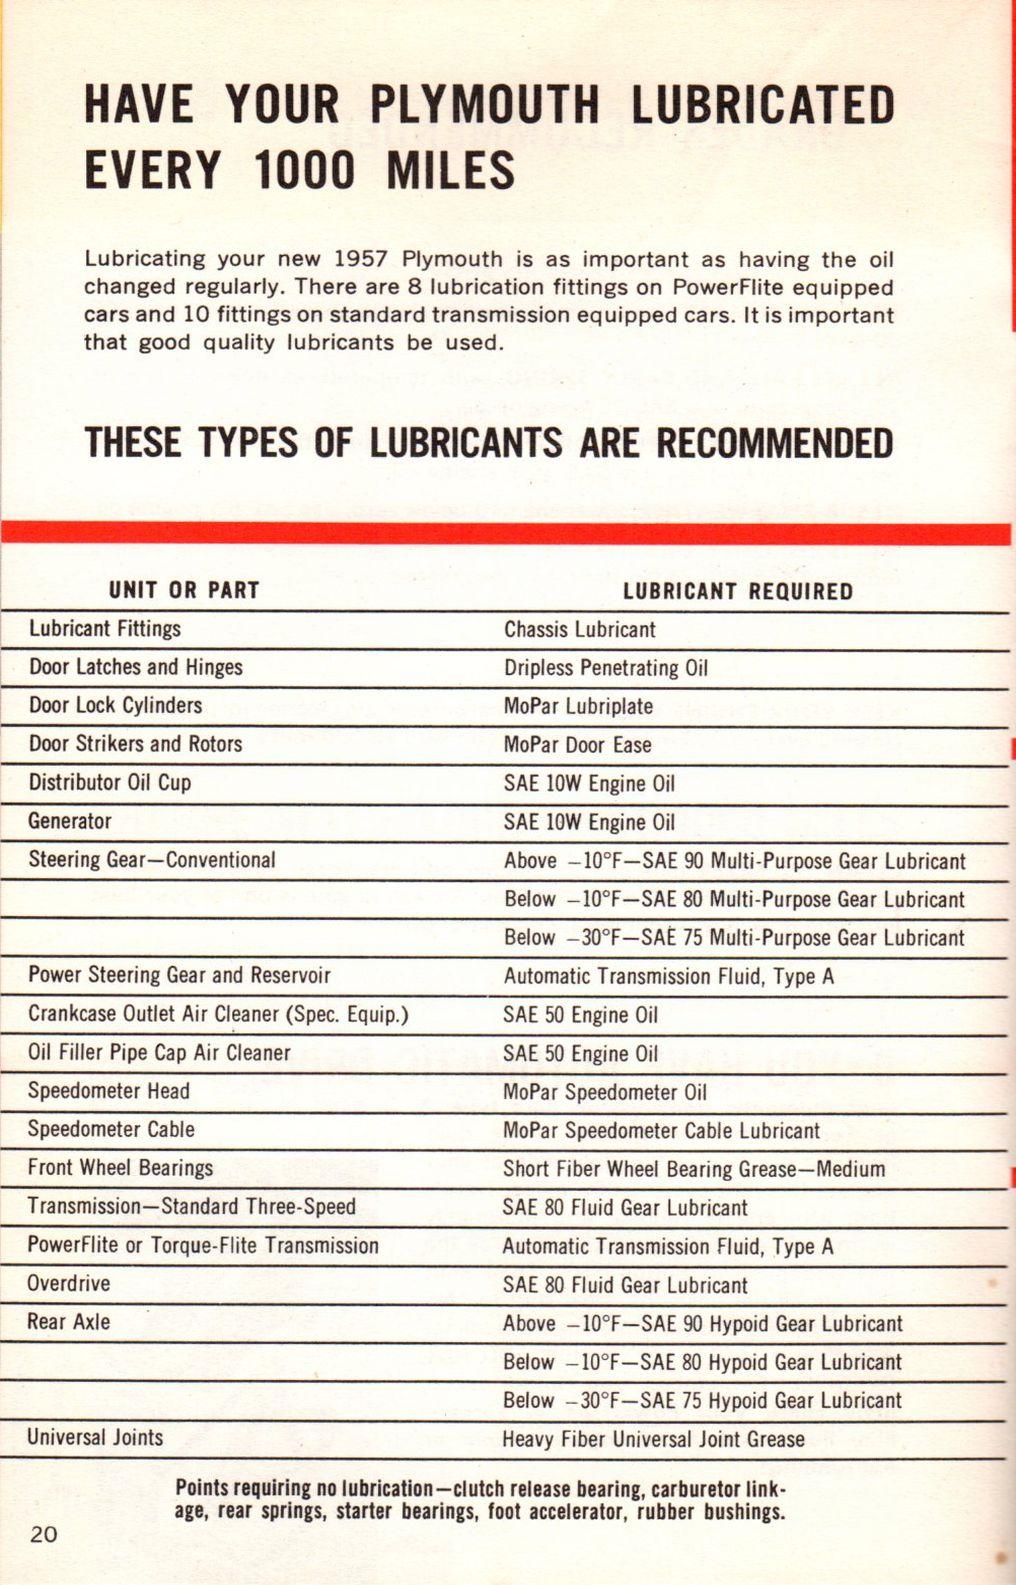 HAVE YOUR PLYMOUTH LUBRICATED
EVERY 1000 MILES
Lubricating your new 1957 Plymouth is as important as having the oil
changed regularly. There are 8 lubrication fittings on PowerFlite equipped
cars and 10 fittings on standard transmission equipped cars. It is important
that good quality lubricants be used.
THESE TYPES OF LUBRICANTS ARE RECOMMENDED
UNIT OR PART LUBRICANT REQUIRED
Lubricant Fittings Chassis Lubricant
Door Latches and Hinges Dripless Penetrating Oil
Door Lock Cylinders MoPar Lubriplate
Door Strikers and Rotors MoPar Door Ease
Distributor Oil Cup SAE 10W Engine Oil
Generator SAE 10W Engine Oil
Steering Gear—Conventional Above —10°F—SAE 90 Multi-Purpose Gear Lubricant
Below —10°F—SAE 80 Multi-Purpose Gear Lubricant
Below —30°F—SAE 75 Multi-Purpose Gear Lubricant
Power Steering Gear and Reservoir Automatic Transmission Fluid, Type A
Crankcase Outlet Air Cleaner (Spec. Equip.) SAE 50 Engine Oil
Oil Filler Pipe Cap Air Cleaner SAE 50 Engine Oil
Speedometer Head MoPar Speedometer Oil
Speedometer Cable MoPar Speedometer Cable Lubricant
Front Wheel Bearings Short Fiber Wheel Bearing Grease—Medium
Transmission—Standard Three-Speed SAE 80 Fluid Gear Lubricant
PowerFlite or Torque-Flite Transmission Automatic Transmission Fluid, Type A
Overdrive SAE 80 Fluid Gear Lubricant
Rear Axle Above —10°F—SAE 90 Hypoid Gear Lubricant
Below —10°F—SAE 80 Hypoid Gear Lubricant
Below —30°F—SAE 75 Hypoid Gear Lubricant
Universal Joints Heavy Fiber Universal Joint Grease
Points requiring no lubrication—clutch release bearing, carburetor link-
age, rear springs, starter bearings, foot accelerator, rubber bushings.
20